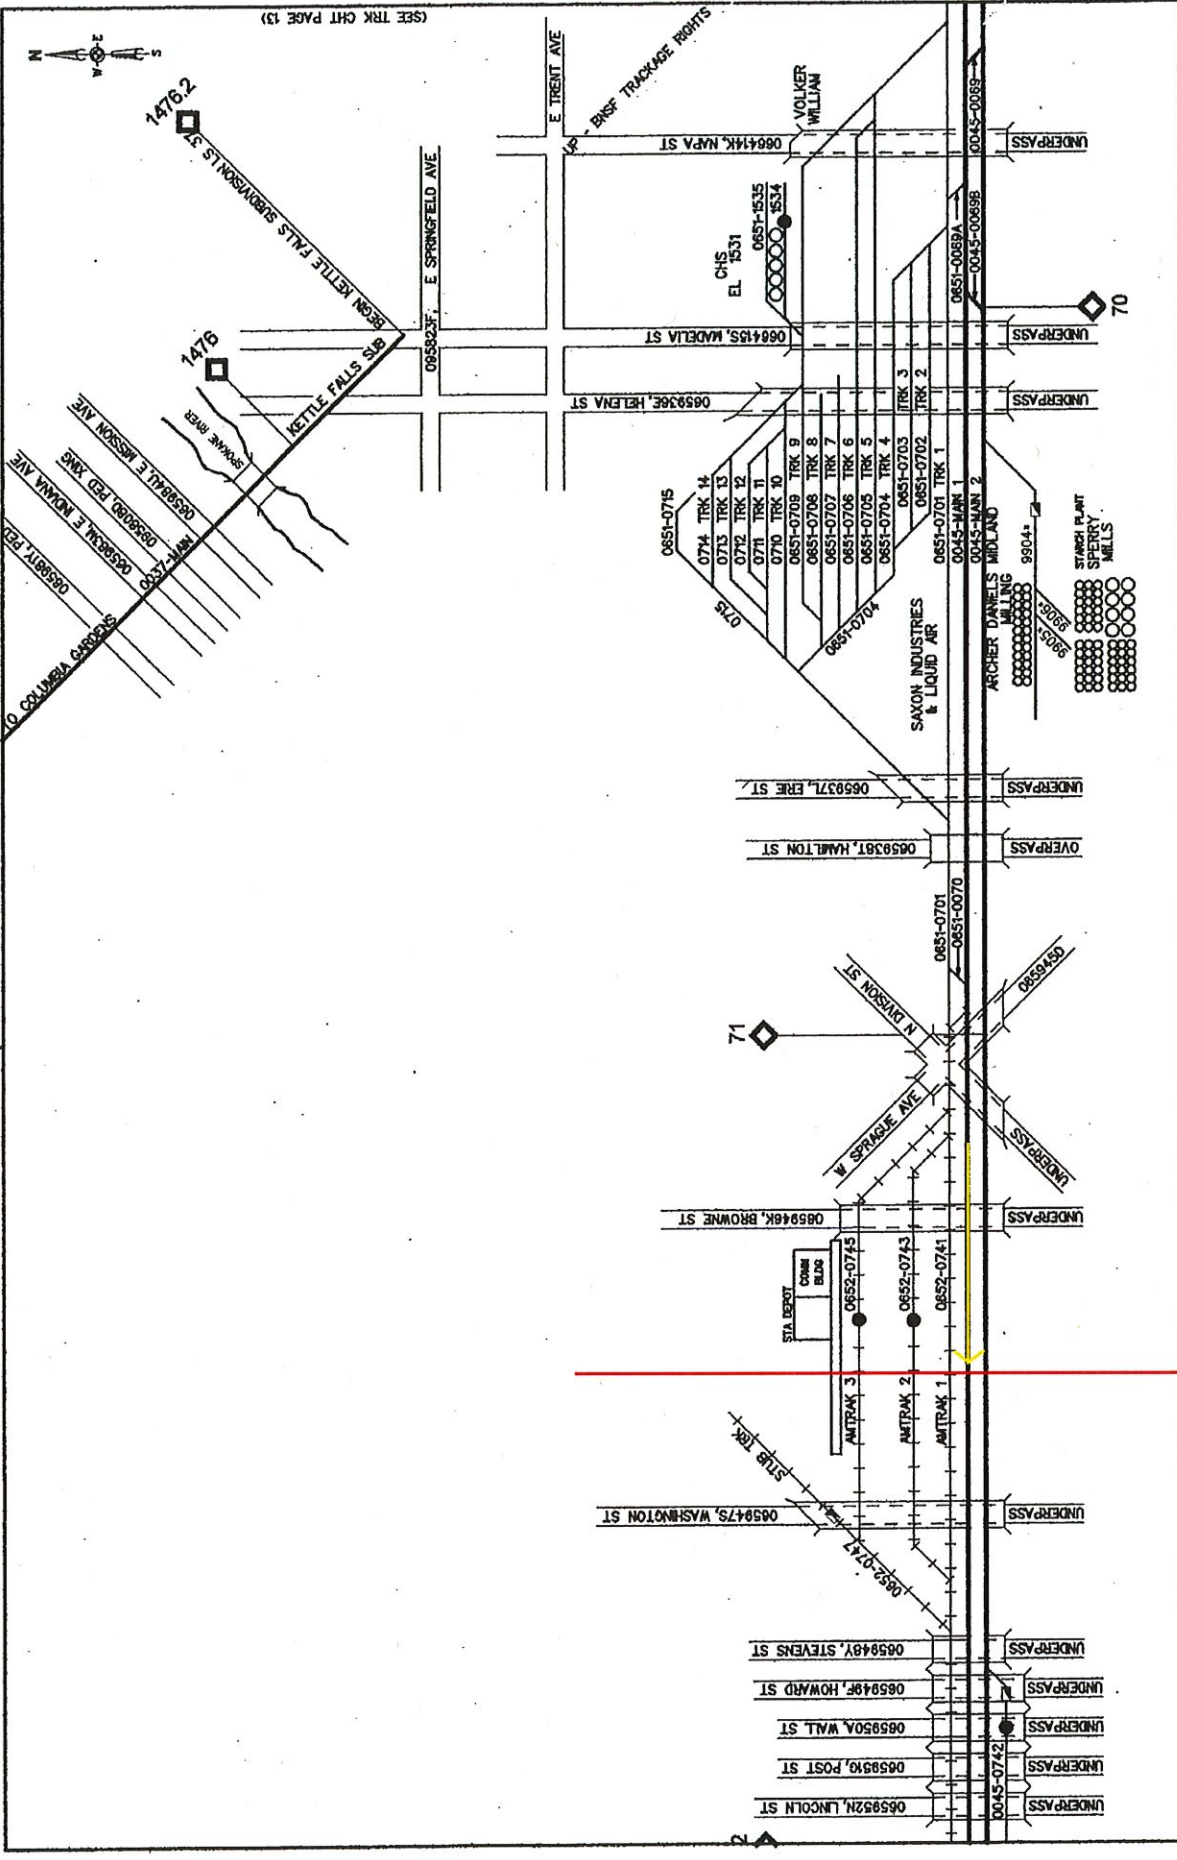 (SEE TRK CHT PAGE 13)
N
E
W
S
1476.2
BEGIN KETTLE FALLS SUBDIVISION LS 37
1476
KETTLE FALLS SUB
SPOKANE RIVER
065984U, E MISSION AVE
095808D, PED XING
065983M, E INDIANA AVE
065981Y, PED
0037-MAIN
TO COLUMBIA GARDENS
095823F, E SPRINGFIELD AVE
E TRENT AVE
UP - BNSF TRACKAGE RIGHTS
066414K, NAPA ST
UNDERPASS
VOLKER
WILLIAM
CHS
EL 1531
0651-1535
1534
066415S, MADELIA ST
UNDERPASS
065936E, HELENA ST
UNDERPASS
0045-0069
0651-0069A
0045-0069B
70
0651-0715
0714 TRK 14
0713 TRK 13
0712 TRK 12
0711 TRK 11
0710 TRK 10
0651-0709 TRK 9
0651-0708 TRK 8
0651-0707 TRK 7
0651-0706 TRK 6
0651-0705 TRK 5
0651-0704 TRK 4
0651-0703 TRK 3
0651-0702 TRK 2
0651-0701 TRK 1
0045-MAIN 1
0045-MAIN 2
0715
0651-0704
SAXON INDUSTRIES
& LIQUID AIR
ARCHER DANIELS MIDLAND
MILLING
9904*
9905*
9906*
STARCH PLANT
SPERRY
MILLS
065937L, ERIE ST
UNDERPASS
065938T, HAMILTON ST
OVERPASS
0651-0701
0651-0070
71
N DIVISION ST
065945D
W SPRAGUE AVE
UNDERPASS
065946K, BROWNE ST
UNDERPASS
STA DEPOT
COMM
BLDG
AMTRAK 3 0652-0745
AMTRAK 2 0652-0743
AMTRAK 1 0652-0741
STUB TRK
0652-0747
065947S, WASHINGTON ST
UNDERPASS
065948Y, STEVENS ST
UNDERPASS
065949F, HOWARD ST
UNDERPASS
065950A, WALL ST
UNDERPASS
065951G, POST ST
UNDERPASS
065952N, LINCOLN ST
UNDERPASS
0045-0742
2